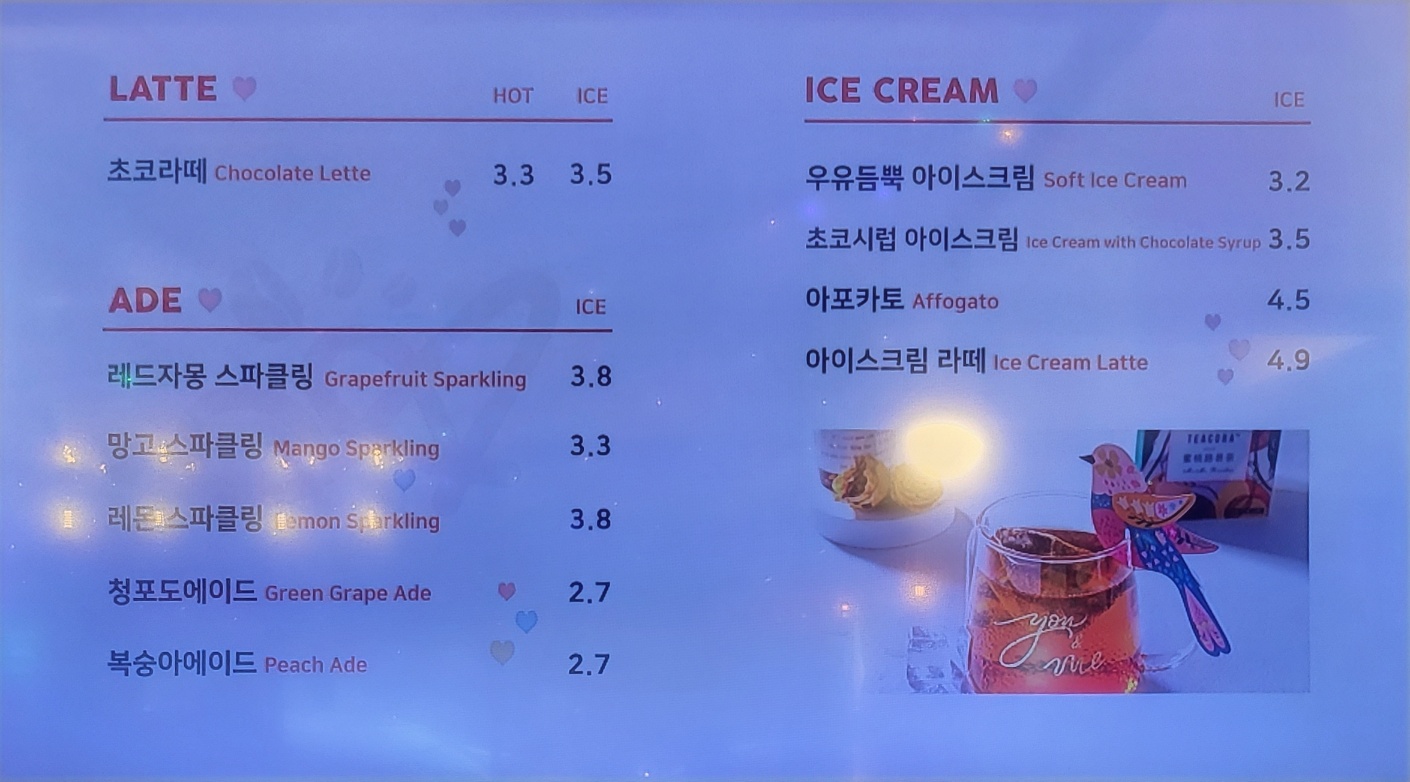 LATTE
HOT ICE
초코라떼 Chocolate Lette 3.3 3.5
ADE
ICE
레드자몽 스파클링 Grapefruit Sparkling 3.8
망고 스파클링 Mango Sparkling 3.3
레몬 스파클링 Lemon Sparkling 3.8
청포도에이드 Green Grape Ade 2.7
복숭아에이드 Peach Ade 2.7
ICE CREAM
ICE
우유듬뿍 아이스크림 Soft Ice Cream 3.2
초코시럽 아이스크림 Ice Cream with Chocolate Syrup 3.5
아포카토 Affogato 4.5
아이스크림 라떼 Ice Cream Latte 4.9
TEACORA
you
&
me